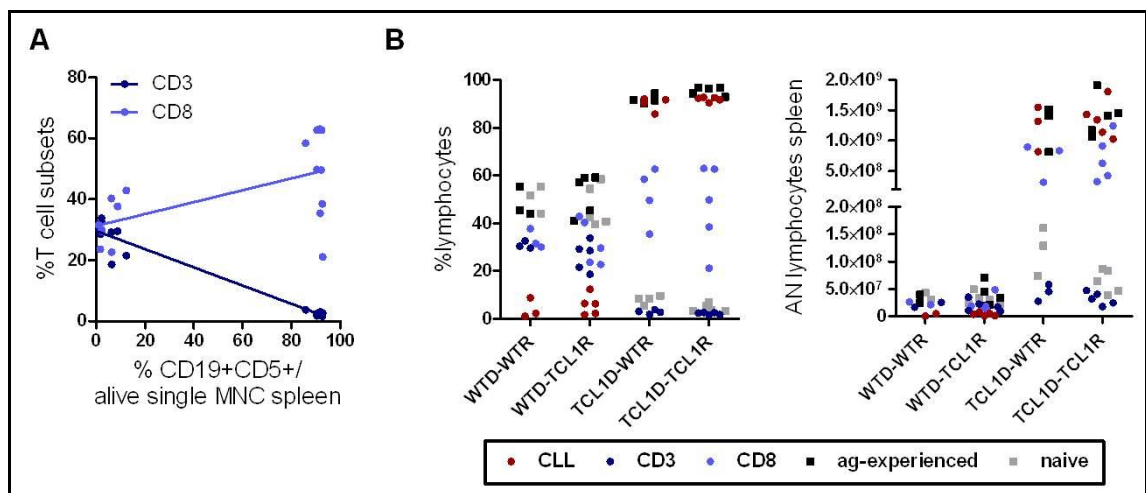 A
CD3
CD8
80
60
40
20
0
%T cell subsets
0 20 40 60 80 100
% CD19+CD5+/
alive single MNC spleen
B
100
80
60
40
20
0
%lymphocytes
WTD-WTR
WTD-TCL1R
TCL1D-WTR
TCL1D-TCL1R
2.0×10⁹
1.5×10⁹
1.0×10⁹
5.0×10⁸
2.0×10⁸
1.5×10⁸
1.0×10⁸
5.0×10⁷
0
AN lymphocytes spleen
WTD-WTR
WTD-TCL1R
TCL1D-WTR
TCL1D-TCL1R
CLL CD3 CD8 ag-experienced naive